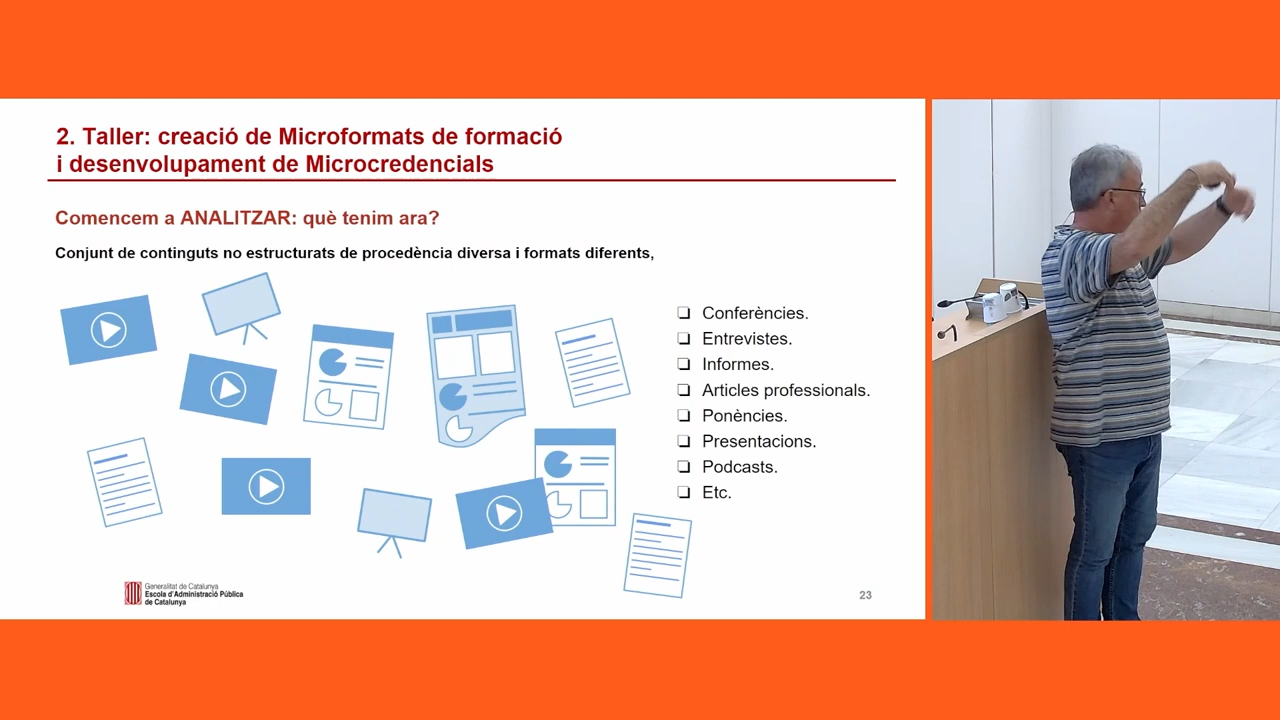 2. Taller: creació de Microformats de formació
i desenvolupament de Microcredencials
Comencem a ANALITZAR: què tenim ara?
Conjunt de continguts no estructurats de procedència diversa i formats diferents,
❏ Conferències.
❏ Entrevistes.
❏ Informes.
❏ Articles professionals.
❏ Ponències.
❏ Presentacions.
❏ Podcasts.
❏ Etc.
Generalitat de Catalunya
Escola d'Administració Pública
de Catalunya
23